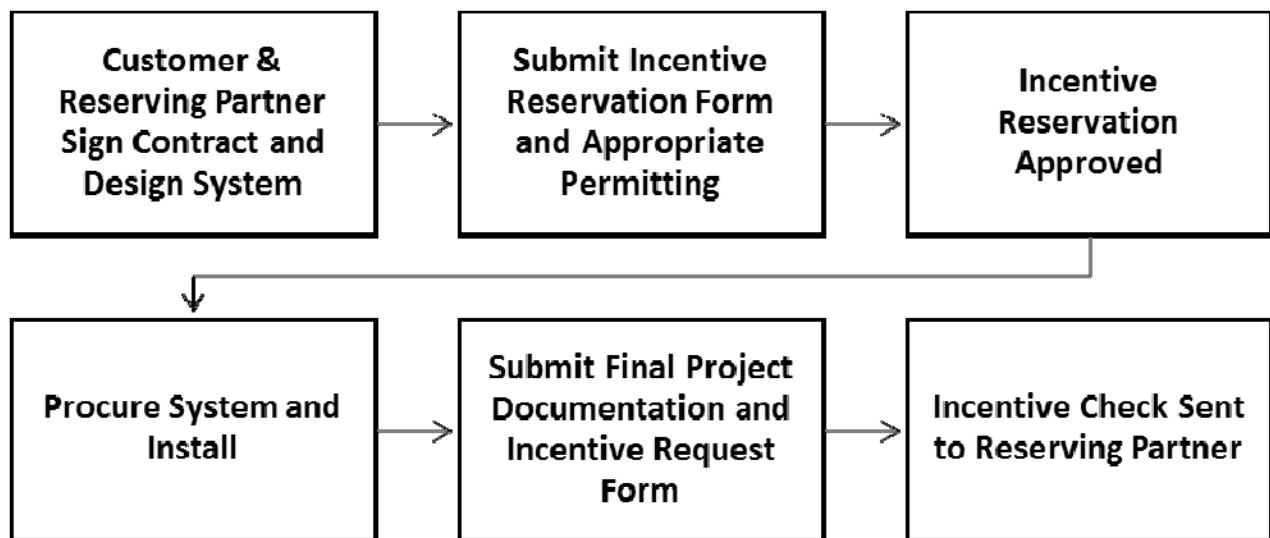 Customer &
Reserving Partner
Sign Contract and
Design System
Submit Incentive
Reservation Form
and Appropriate
Permitting
Incentive
Reservation
Approved
Procure System and
Install
Submit Final Project
Documentation and
Incentive Request
Form
Incentive Check Sent
to Reserving Partner